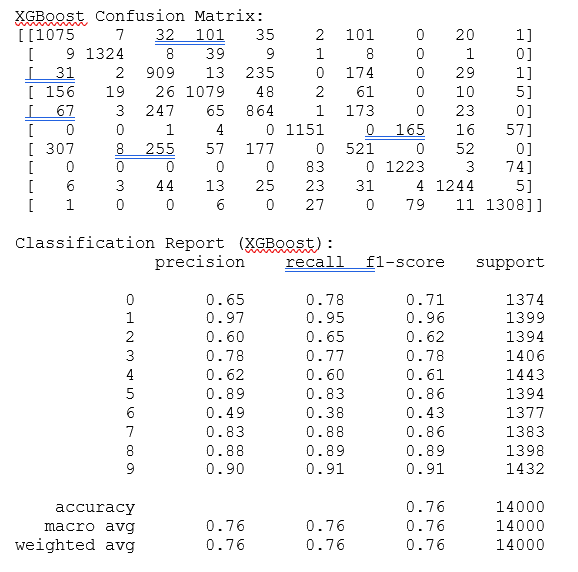 XGBoost Confusion Matrix:
[[1075 7 32 101 35 2 101 0 20 1]
[ 9 1324 8 39 9 1 8 0 1 0]
[ 31 2 909 13 235 0 174 0 29 1]
[ 156 19 26 1079 48 2 61 0 10 5]
[ 67 3 247 65 864 1 173 0 23 0]
[ 0 0 1 4 0 1151 0 165 16 57]
[ 307 8 255 57 177 0 521 0 52 0]
[ 0 0 0 0 0 83 0 1223 3 74]
[ 6 3 44 13 25 23 31 4 1244 5]
[ 1 0 0 6 0 27 0 79 11 1308]]
Classification Report (XGBoost):
precision recall f1-score support
0 0.65 0.78 0.71 1374
1 0.97 0.95 0.96 1399
2 0.60 0.65 0.62 1394
3 0.78 0.77 0.78 1406
4 0.62 0.60 0.61 1443
5 0.89 0.83 0.86 1394
6 0.49 0.38 0.43 1377
7 0.83 0.88 0.86 1383
8 0.88 0.89 0.89 1398
9 0.90 0.91 0.91 1432
accuracy 0.76 14000
macro avg 0.76 0.76 0.76 14000
weighted avg 0.76 0.76 0.76 14000